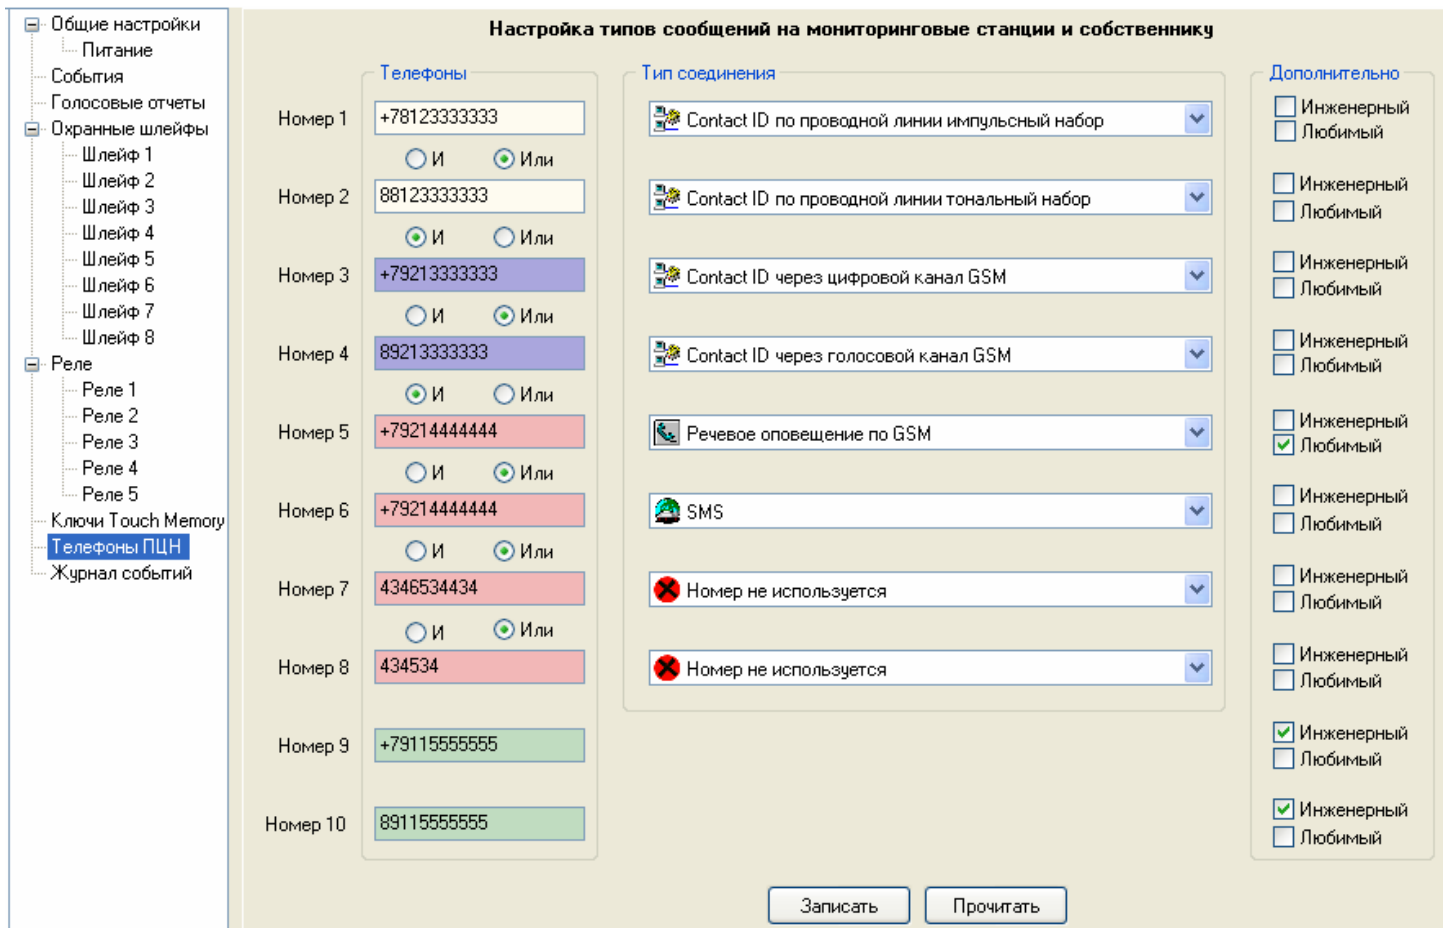 Общие настройки
Питание
События
Голосовые отчеты
Охранные шлейфы
Шлейф 1
Шлейф 2
Шлейф 3
Шлейф 4
Шлейф 5
Шлейф 6
Шлейф 7
Шлейф 8
Реле
Реле 1
Реле 2
Реле 3
Реле 4
Реле 5
Ключи Touch Memory
Телефоны ПЦН
Журнал событий
Настройка типов сообщений на мониторинговые станции и собственнику
Телефоны Тип соединения Дополнительно
Номер 1 +78123333333 Contact ID по проводной линии импульсный набор Инженерный
Любимый
И Или
Номер 2 88123333333 Contact ID по проводной линии тональный набор Инженерный
Любимый
И Или
Номер 3 +79213333333 Contact ID через цифровой канал GSM Инженерный
Любимый
И Или
Номер 4 89213333333 Contact ID через голосовой канал GSM Инженерный
Любимый
И Или
Номер 5 +79214444444 Речевое оповещение по GSM Инженерный
Любимый
И Или
Номер 6 +79214444444 SMS Инженерный
Любимый
И Или
Номер 7 4346534434 Номер не используется Инженерный
Любимый
И Или
Номер 8 434534 Номер не используется Инженерный
Любимый
Номер 9 +79115555555 Инженерный
Любимый
Номер 10 89115555555 Инженерный
Любимый
Записать Прочитать